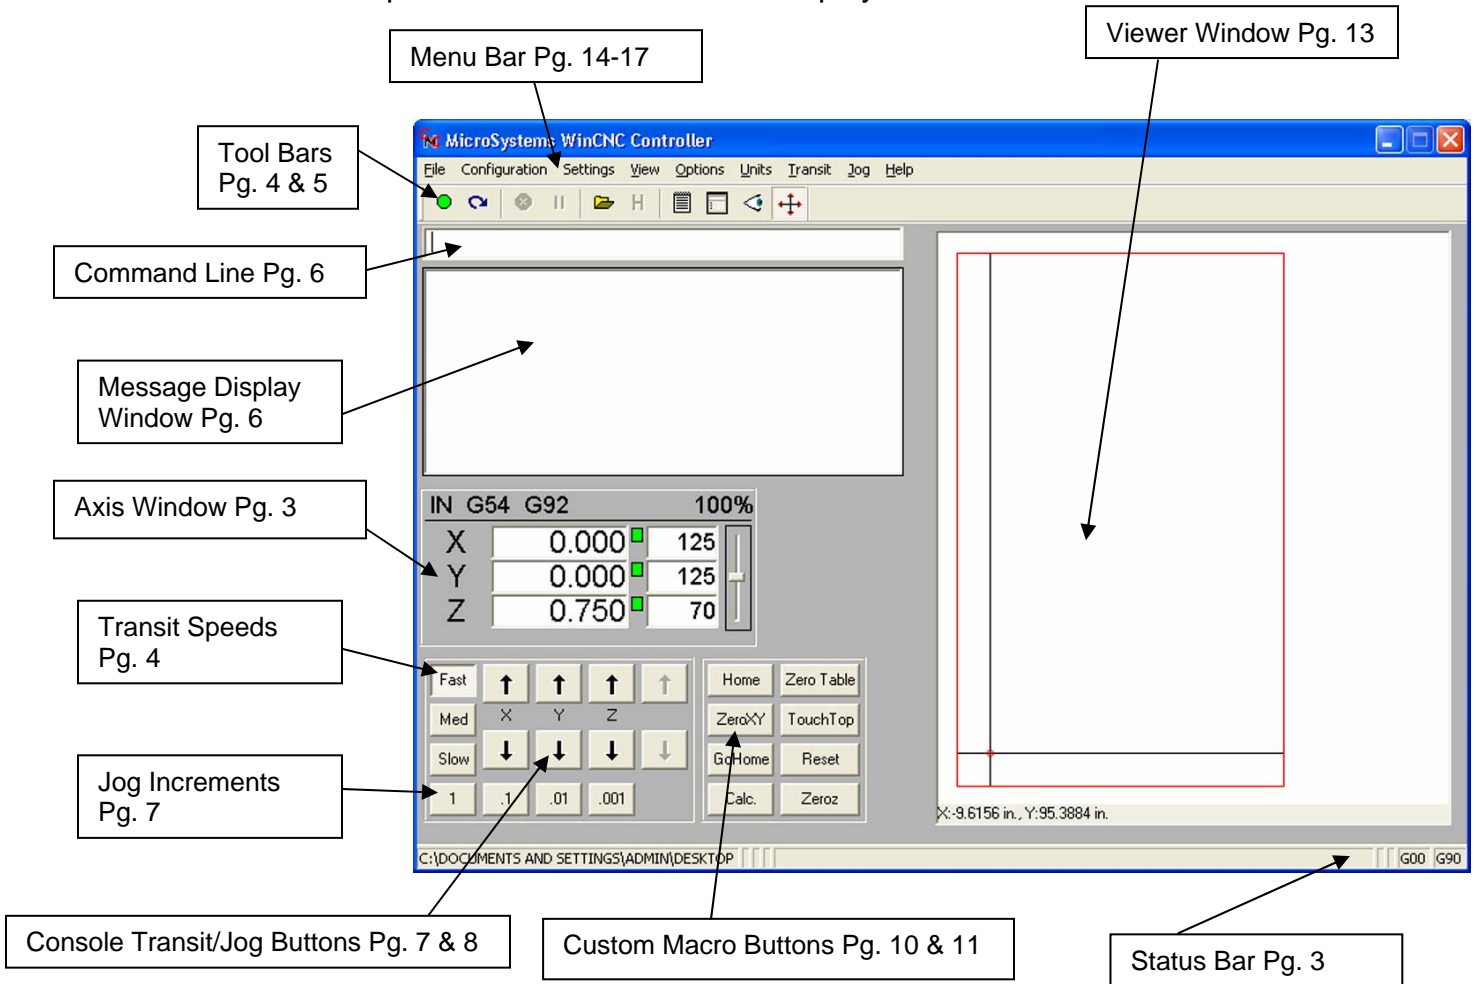 Viewer Window Pg. 13
Menu Bar Pg. 14-17
Tool Bars
Pg. 4 & 5
Command Line Pg. 6
Message Display
Window Pg. 6
Axis Window Pg. 3
Transit Speeds
Pg. 4
Jog Increments
Pg. 7
Console Transit/Jog Buttons Pg. 7 & 8
Custom Macro Buttons Pg. 10 & 11
Status Bar Pg. 3
MicroSystems WinCNC Controller
File Configuration Settings View Options Units Transit Jog Help
H
IN G54 G92 100%
X 0.000 125
Y 0.000 125
Z 0.750 70
Fast
Med X Y Z
Slow
1 .1 .01 .001
Home Zero Table
ZeroXY TouchTop
GoHome Reset
Calc. Zeroz
X:-9.6156 in., Y:95.3884 in.
C:\DOCUMENTS AND SETTINGS\ADMIN\DESKTOP G00 G90